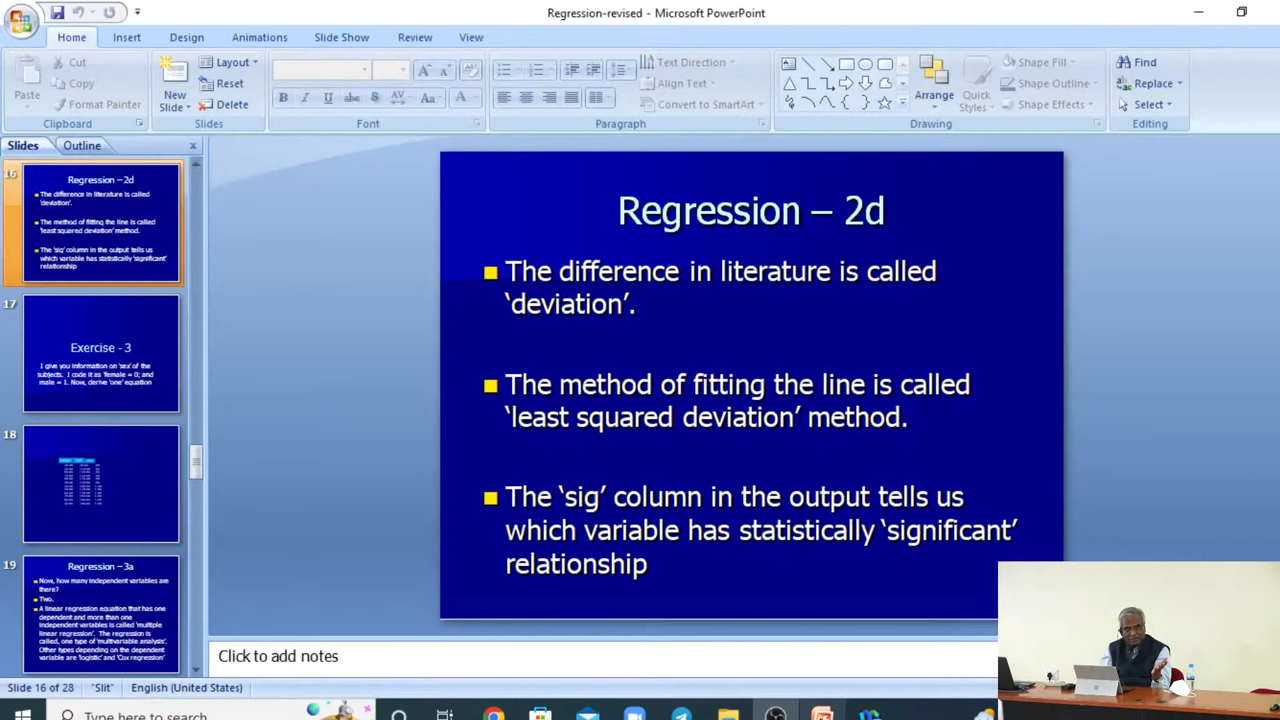 Regression-revised - Microsoft PowerPoint
Home Insert Design Animations Slide Show Review View
Paste
Cut
Copy
Format Painter
Clipboard
New Slide
Layout
Reset
Delete
Slides
B I U abc S AV Aa A
Font
Text Direction
Align Text
Convert to SmartArt
Paragraph
Arrange
Quick Styles
Shape Fill
Shape Outline
Shape Effects
Drawing
Find
Replace
Select
Editing
Slides Outline
16
Regression – 2d
The difference in literature is called
'deviation'.
The method of fitting the line is called
'least squared deviation' method.
The 'sig' column in the output tells us
which variable has statistically 'significant'
relationship
17
Exercise - 3
I give you information on 'sex' of the
subjects. I code it as 'female = 0; and
male = 1. Now, derive 'one' equation
18
19
Regression – 3a
Now, how many independent variables are
there?
Two.
A linear regression equation that has one
dependent and more than one
independent variables is called 'multiple
linear regression'. The regression is
called, one type of 'multivariable analysis'.
Other types depending on the dependent
variable are 'logistic' and 'Cox regression'
Regression – 2d
The difference in literature is called
‘deviation’.
The method of fitting the line is called
‘least squared deviation’ method.
The ‘sig’ column in the output tells us
which variable has statistically ‘significant’
relationship
Click to add notes
Slide 16 of 28 "Slit" English (United States)
Type here to search